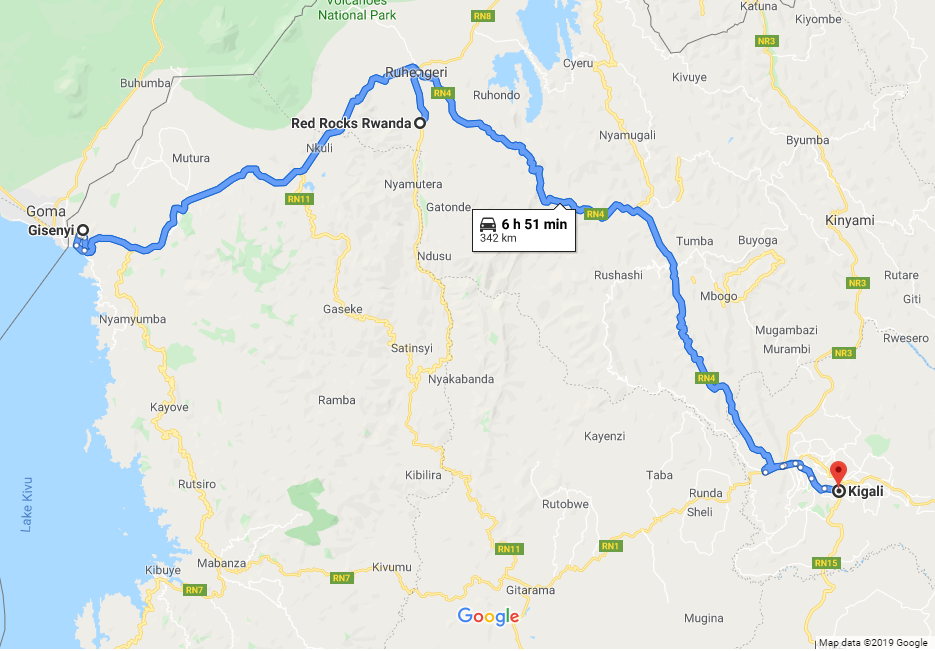 Volcanoes
National Park
RN8
Katuna
Kiyombe
NR3
Cyeru
Kivuye
Buhumba
Ruhengeri
RN4
Ruhondo
Red Rocks Rwanda
Nkuli
Nyamugali
Byumba
Mutura
Nyamutera
RN11
Gatonde
Goma
Gisenyi
RN4
Kinyami
6 h 51 min
342 km
Tumba
Buyoga
Ndusu
Rushashi
Rutare
NR3
Mbogo
Giti
Gaseke
Nyamyumba
Mugambazi
Rwesero
Satinsyi
Murambi
NR3
Nyakabanda
RN4
Ramba
Kayove
Kayenzi
Kibilira
Taba
Rutsiro
Runda
Kigali
Lake Kivu
Rutobwe
Sheli
RN11
RN1
Mabanza
Kivumu
RN15
Kibuye
RN7
RN7
Gitarama
Google
Mugina
Map data ©2019 Google